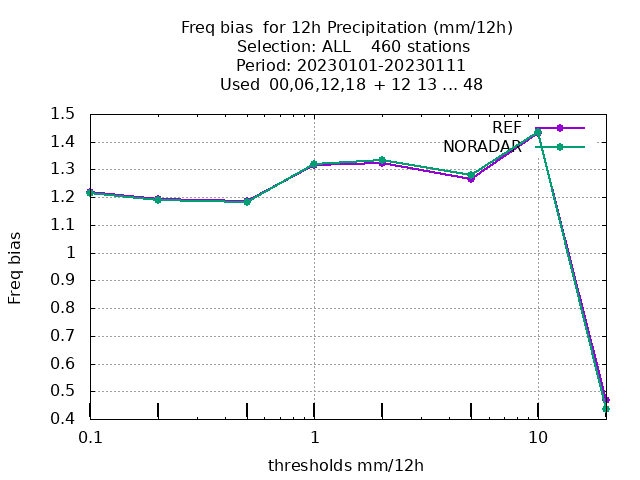 Freq bias  for 12h Precipitation (mm/12h)
Selection: ALL    460 stations
Period: 20230101-20230111
Used  00,06,12,18  + 12 13 ... 48
REF
NORADAR
1.5
1.4
1.3
1.2
1.1
1
0.9
0.8
0.7
0.6
0.5
0.4
Freq bias
0.1
1
10
thresholds mm/12h